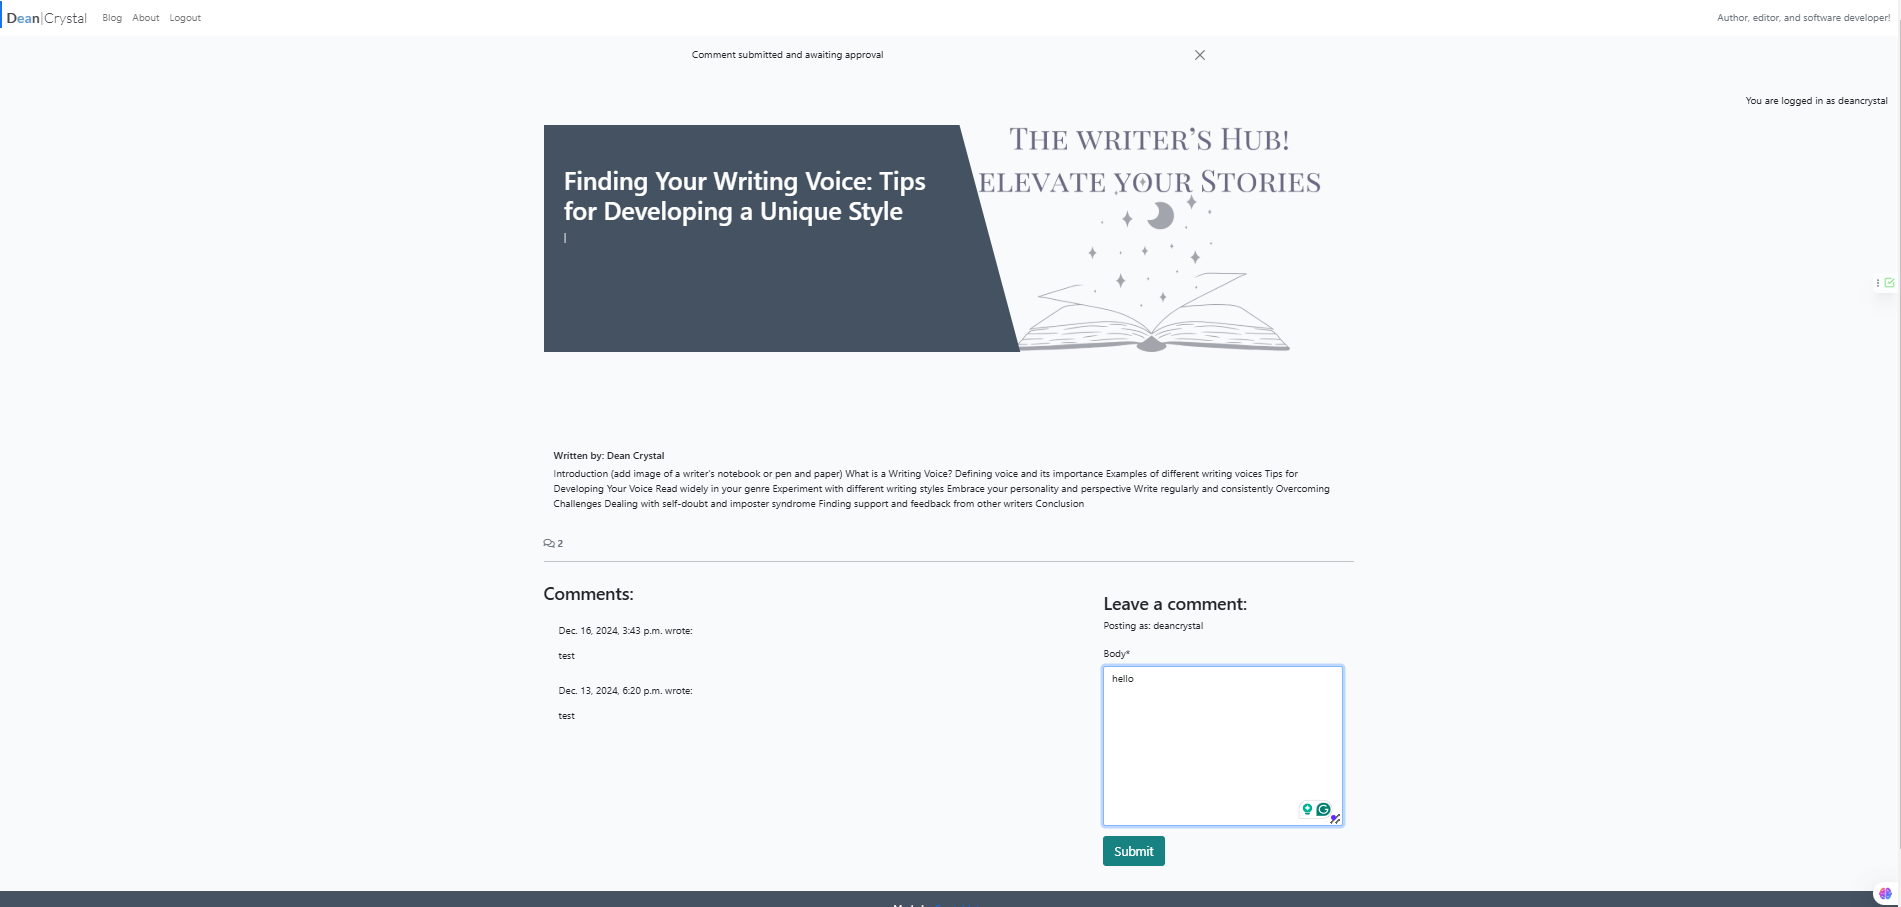 Dean|Crystal Blog About Logout Author, editor, and software developer!
Comment submitted and awaiting approval
You are logged in as deancrystal
THE WRITER'S HUB!
ELEVATE YOUR STORIES
Finding Your Writing Voice: Tips
for Developing a Unique Style
|
Written by: Dean Crystal
Introduction (add image of a writer's notebook or pen and paper) What is a Writing Voice? Defining voice and its importance Examples of different writing voices Tips for
Developing Your Voice Read widely in your genre Experiment with different writing styles Embrace your personality and perspective Write regularly and consistently Overcoming
Challenges Dealing with self-doubt and imposter syndrome Finding support and feedback from other writers Conclusion
2
Comments:
Dec. 16, 2024, 3:43 p.m. wrote:
test
Dec. 13, 2024, 6:20 p.m. wrote:
test
Leave a comment:
Posting as: deancrystal
Body*
hello
Submit